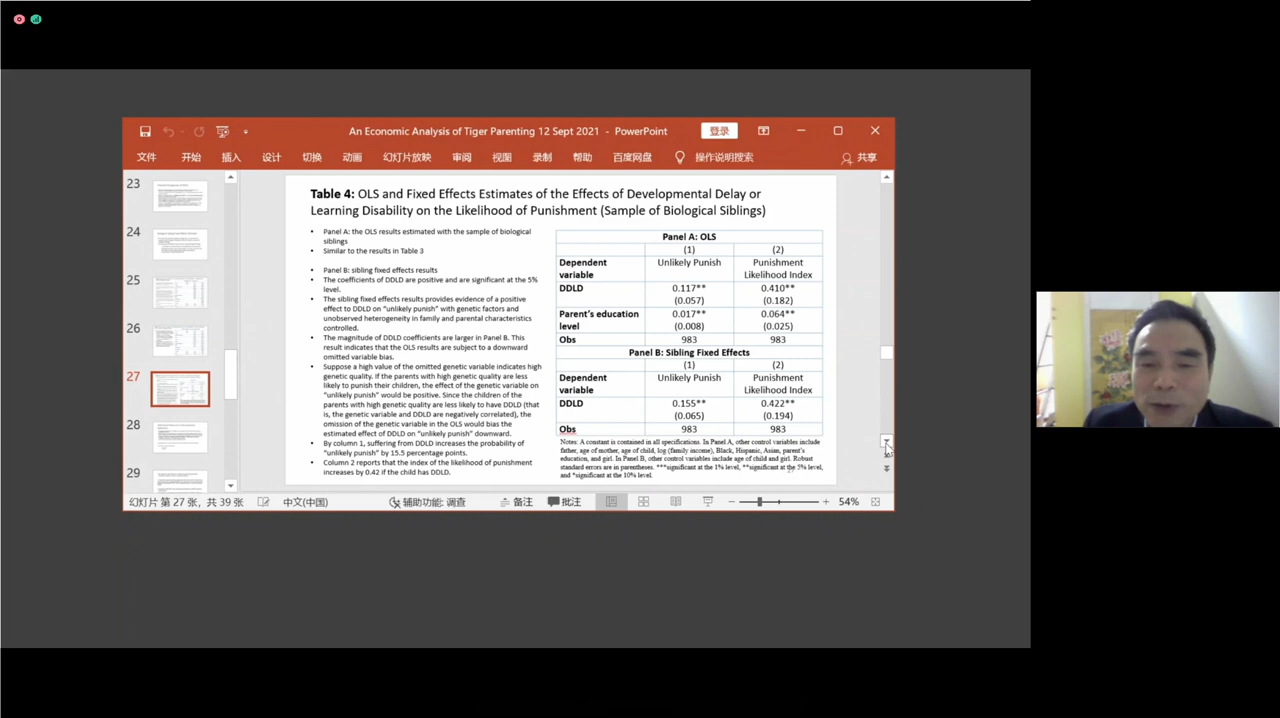 An Economic Analysis of Tiger Parenting 12 Sept 2021 - PowerPoint
登录
文件 开始 插入 设计 切换 动画 幻灯片放映 审阅 视图 录制 帮助 百度网盘 操作说明搜索 共享
23
24
25
26
27
28
29
Table 4: OLS and Fixed Effects Estimates of the Effects of Developmental Delay or
Learning Disability on the Likelihood of Punishment (Sample of Biological Siblings)
• Panel A: the OLS results estimated with the sample of biological
siblings
• Similar to the results in Table 3
• Panel B: sibling fixed effects results
• The coefficients of DDLD are positive and are significant at the 5%
level.
• The sibling fixed effects results provides evidence of a positive
effect to DDLD on “unlikely punish” with genetic factors and
unobserved heterogeneity in family and parental characteristics
controlled.
• The magnitude of DDLD coefficients are larger in Panel B. This
result indicates that the OLS results are subject to a downward
omitted variable bias.
• Suppose a high value of the omitted genetic variable indicates high
genetic quality. If the parents with high genetic quality are less
likely to punish their children, the effect of the genetic variable on
“unlikely punish” would be positive. Since the children of the
parents with high genetic quality are less likely to have DDLD (that
is, the genetic variable and DDLD are negatively correlated), the
omission of the genetic variable in the OLS would bias the
estimated effect of DDLD on “unlikely punish” downward.
• By column 1, suffering from DDLD increases the probability of
“unlikely punish” by 15.5 percentage points.
• Column 2 reports that the index of the likelihood of punishment
increases by 0.42 if the child has DDLD.
Panel A: OLS
(1) (2)
Dependent variable Unlikely Punish Punishment Likelihood Index
DDLD 0.117** 0.410**
(0.057) (0.182)
Parent's education level 0.017** 0.064**
(0.008) (0.025)
Obs 983 983
Panel B: Sibling Fixed Effects
(1) (2)
Dependent variable Unlikely Punish Punishment Likelihood Index
DDLD 0.155** 0.422**
(0.065) (0.194)
Obs 983 983
Notes: A constant is contained in all specifications. In Panel A, other control variables include
father, age of mother, age of child, log (family income), Black, Hispanic, Asian, parent's
education, and girl. In Panel B, other control variables include age of child and girl. Robust
standard errors are in parentheses. ***significant at the 1% level, **significant at the 5% level,
and *significant at the 10% level.
幻灯片 第 27 张，共 39 张 中文(中国) 辅助功能: 调查 备注 批注 54%